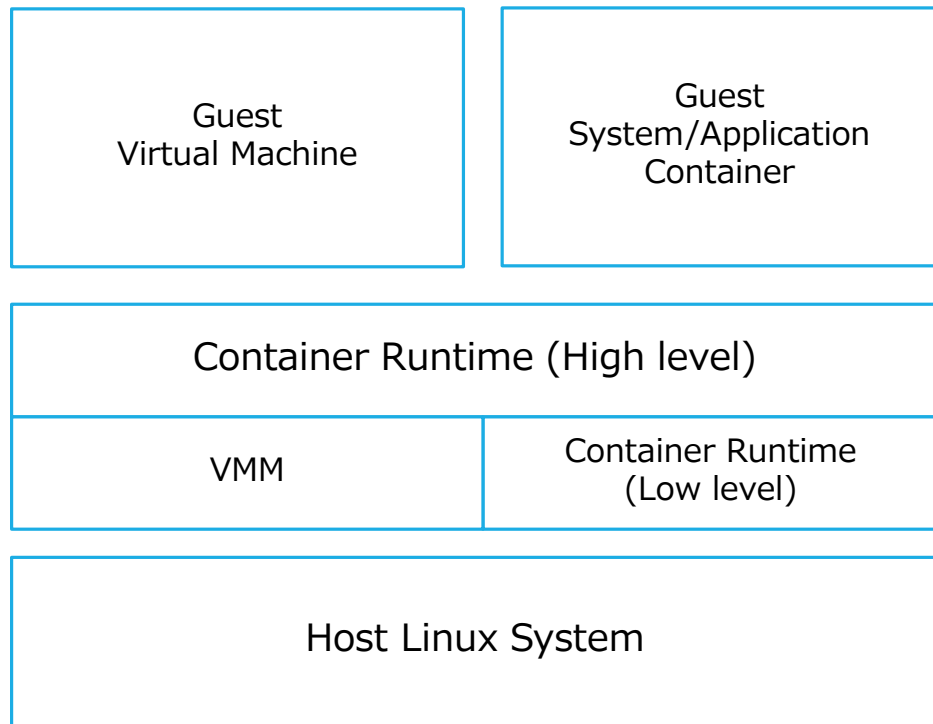 Guest
Virtual Machine
Guest
System/Application
Container
Container Runtime (High level)
VMM
Container Runtime
(Low level)
Host Linux System